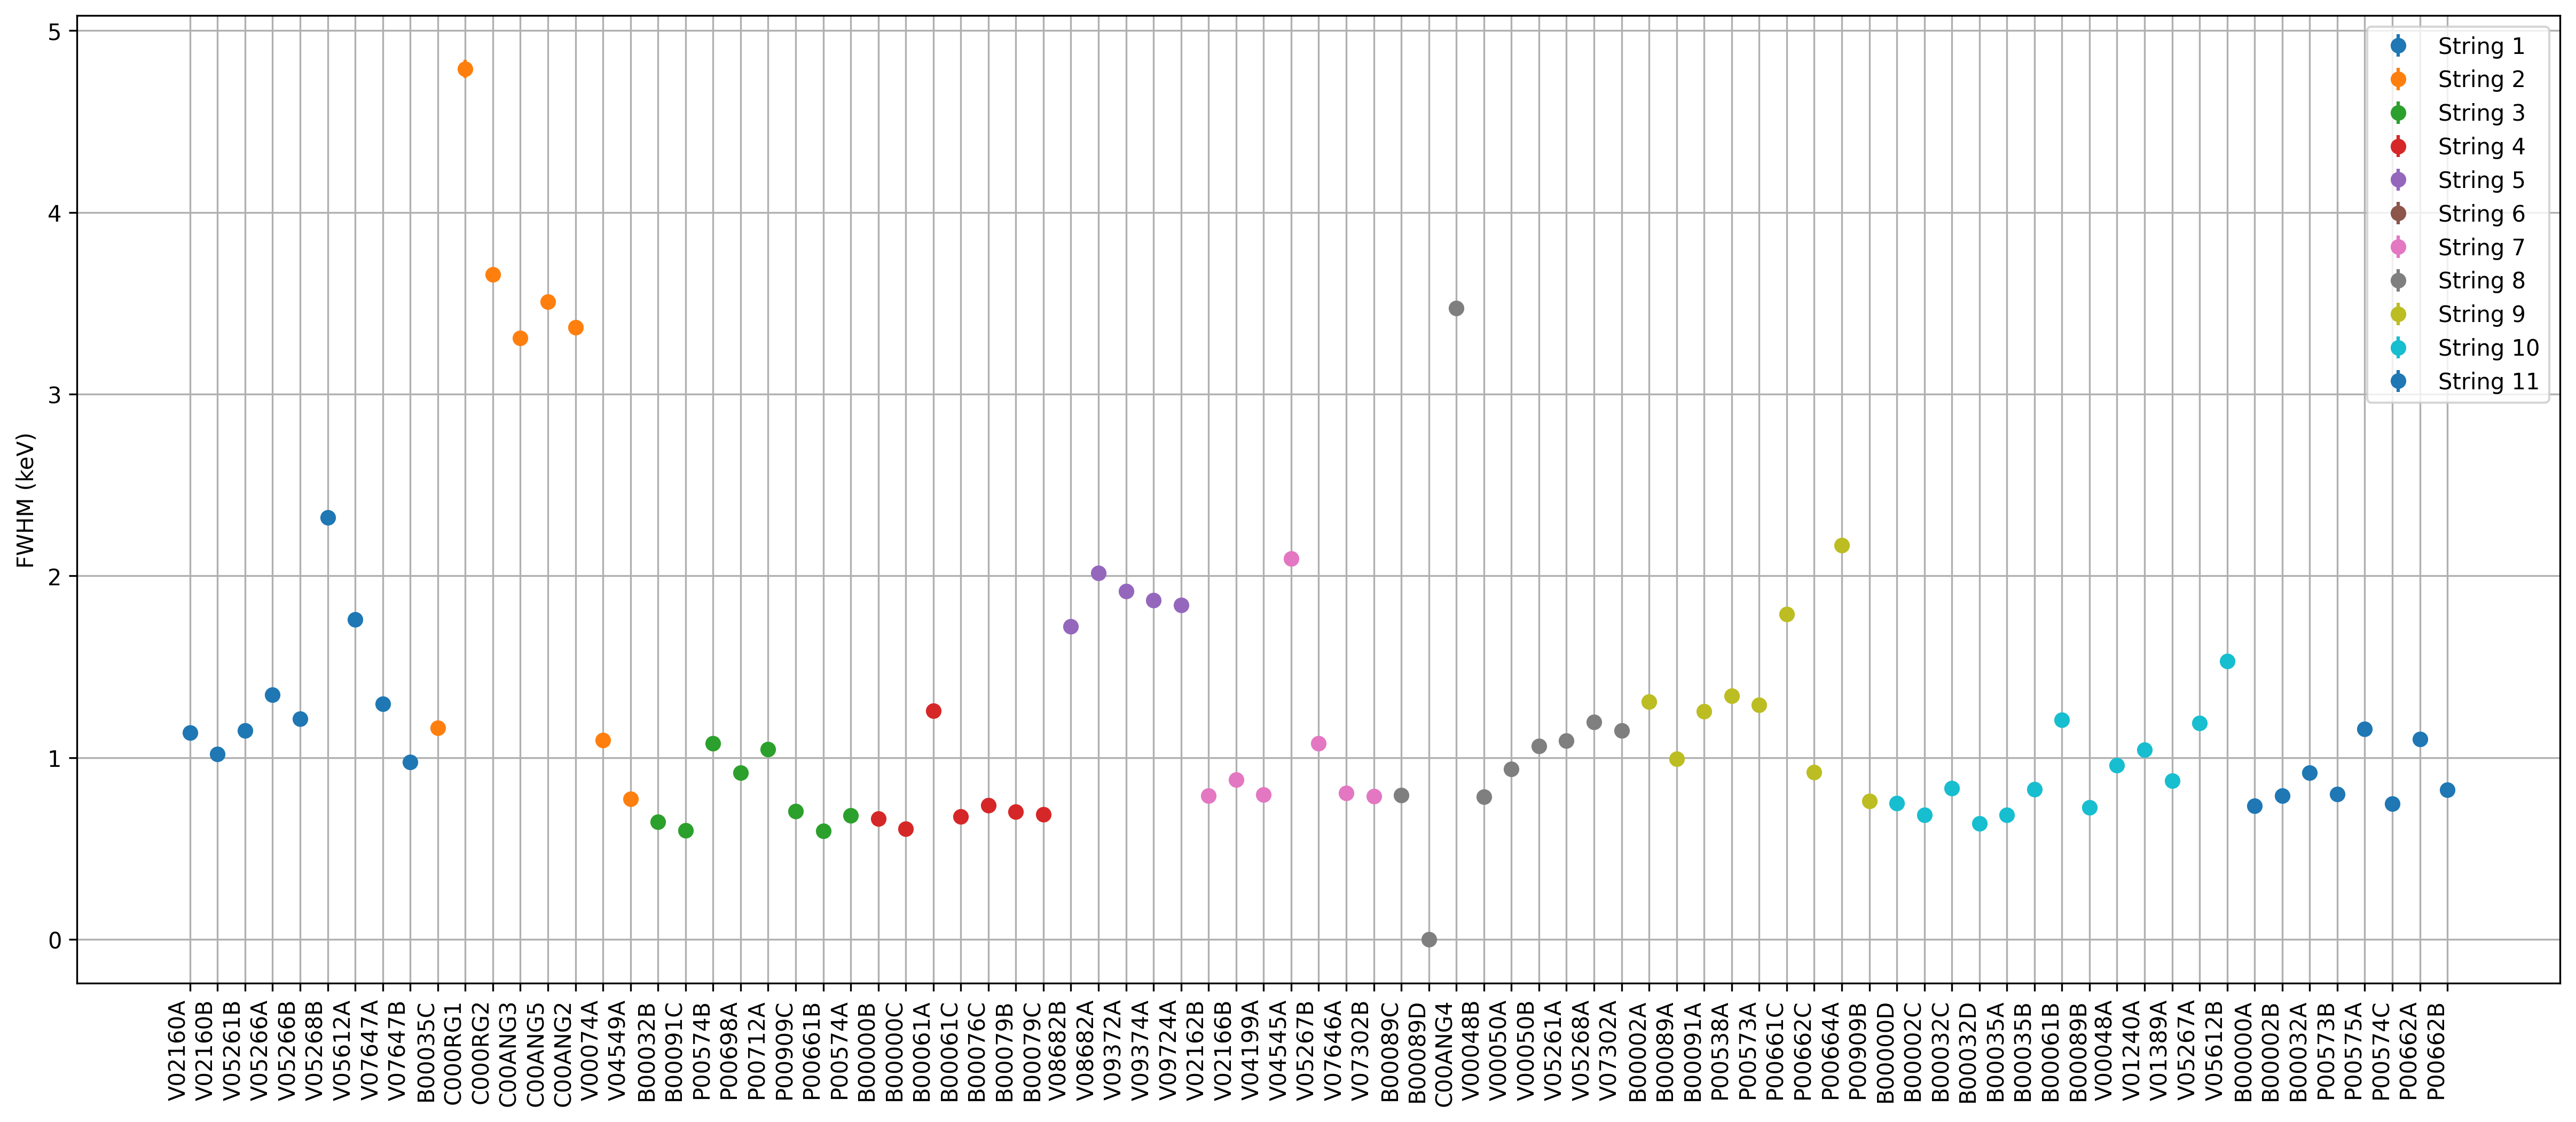 5
4
3
2
1
0
FWHM (keV)
String 1
String 2
String 3
String 4
String 5
String 6
String 7
String 8
String 9
String 10
String 11
V02160A
V02160B
V05261B
V05266A
V05266B
V05268B
V05612A
V07647A
V07647B
B00035C
C000RG1
C000RG2
C00ANG3
C00ANG5
C00ANG2
V00074A
V04549A
B00032B
B00091C
P00574B
P00698A
P00712A
P00909C
P00661B
P00574A
B00000B
B00000C
B00061A
B00061C
B00076C
B00079B
B00079C
V08682B
V08682A
V09372A
V09374A
V09724A
V02162B
V02166B
V04199A
V04545A
V05267B
V07646A
V07302B
B00089C
B00089D
C00ANG4
V00048B
V00050A
V00050B
V05261A
V05268A
V07302A
B00002A
B00089A
B00091A
P00538A
P00573A
P00661C
P00662C
P00664A
P00909B
B00000D
B00002C
B00032C
B00032D
B00035A
B00035B
B00061B
B00089B
V00048A
V01240A
V01389A
V05267A
V05612B
B00000A
B00002B
B00032A
P00573B
P00575A
P00574C
P00662A
P00662B